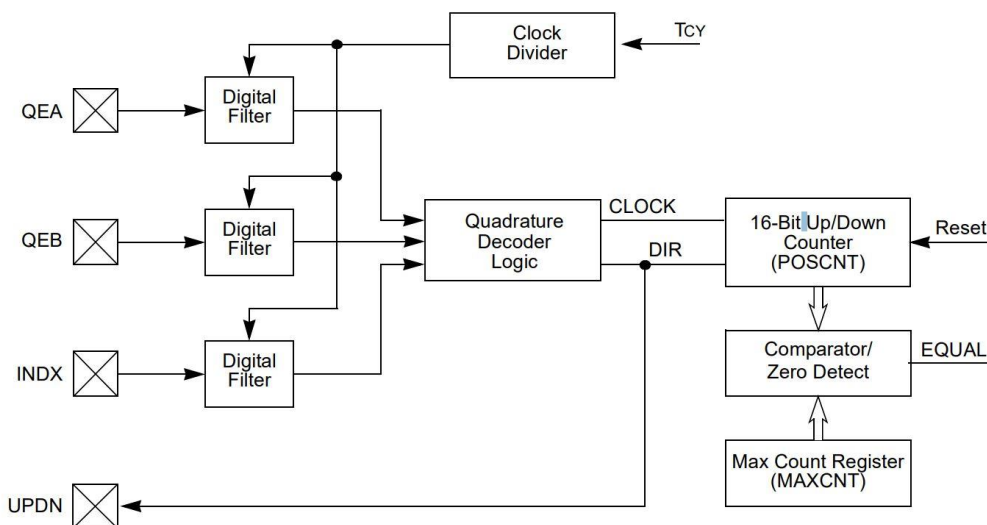 Clock
Divider
TCY
QEA
Digital
Filter
QEB
Digital
Filter
Quadrature
Decoder
Logic
CLOCK
DIR
16-Bit Up/Down
Counter
(POSCNT)
Reset
INDX
Digital
Filter
Comparator/
Zero Detect
EQUAL
Max Count Register
(MAXCNT)
UPDN